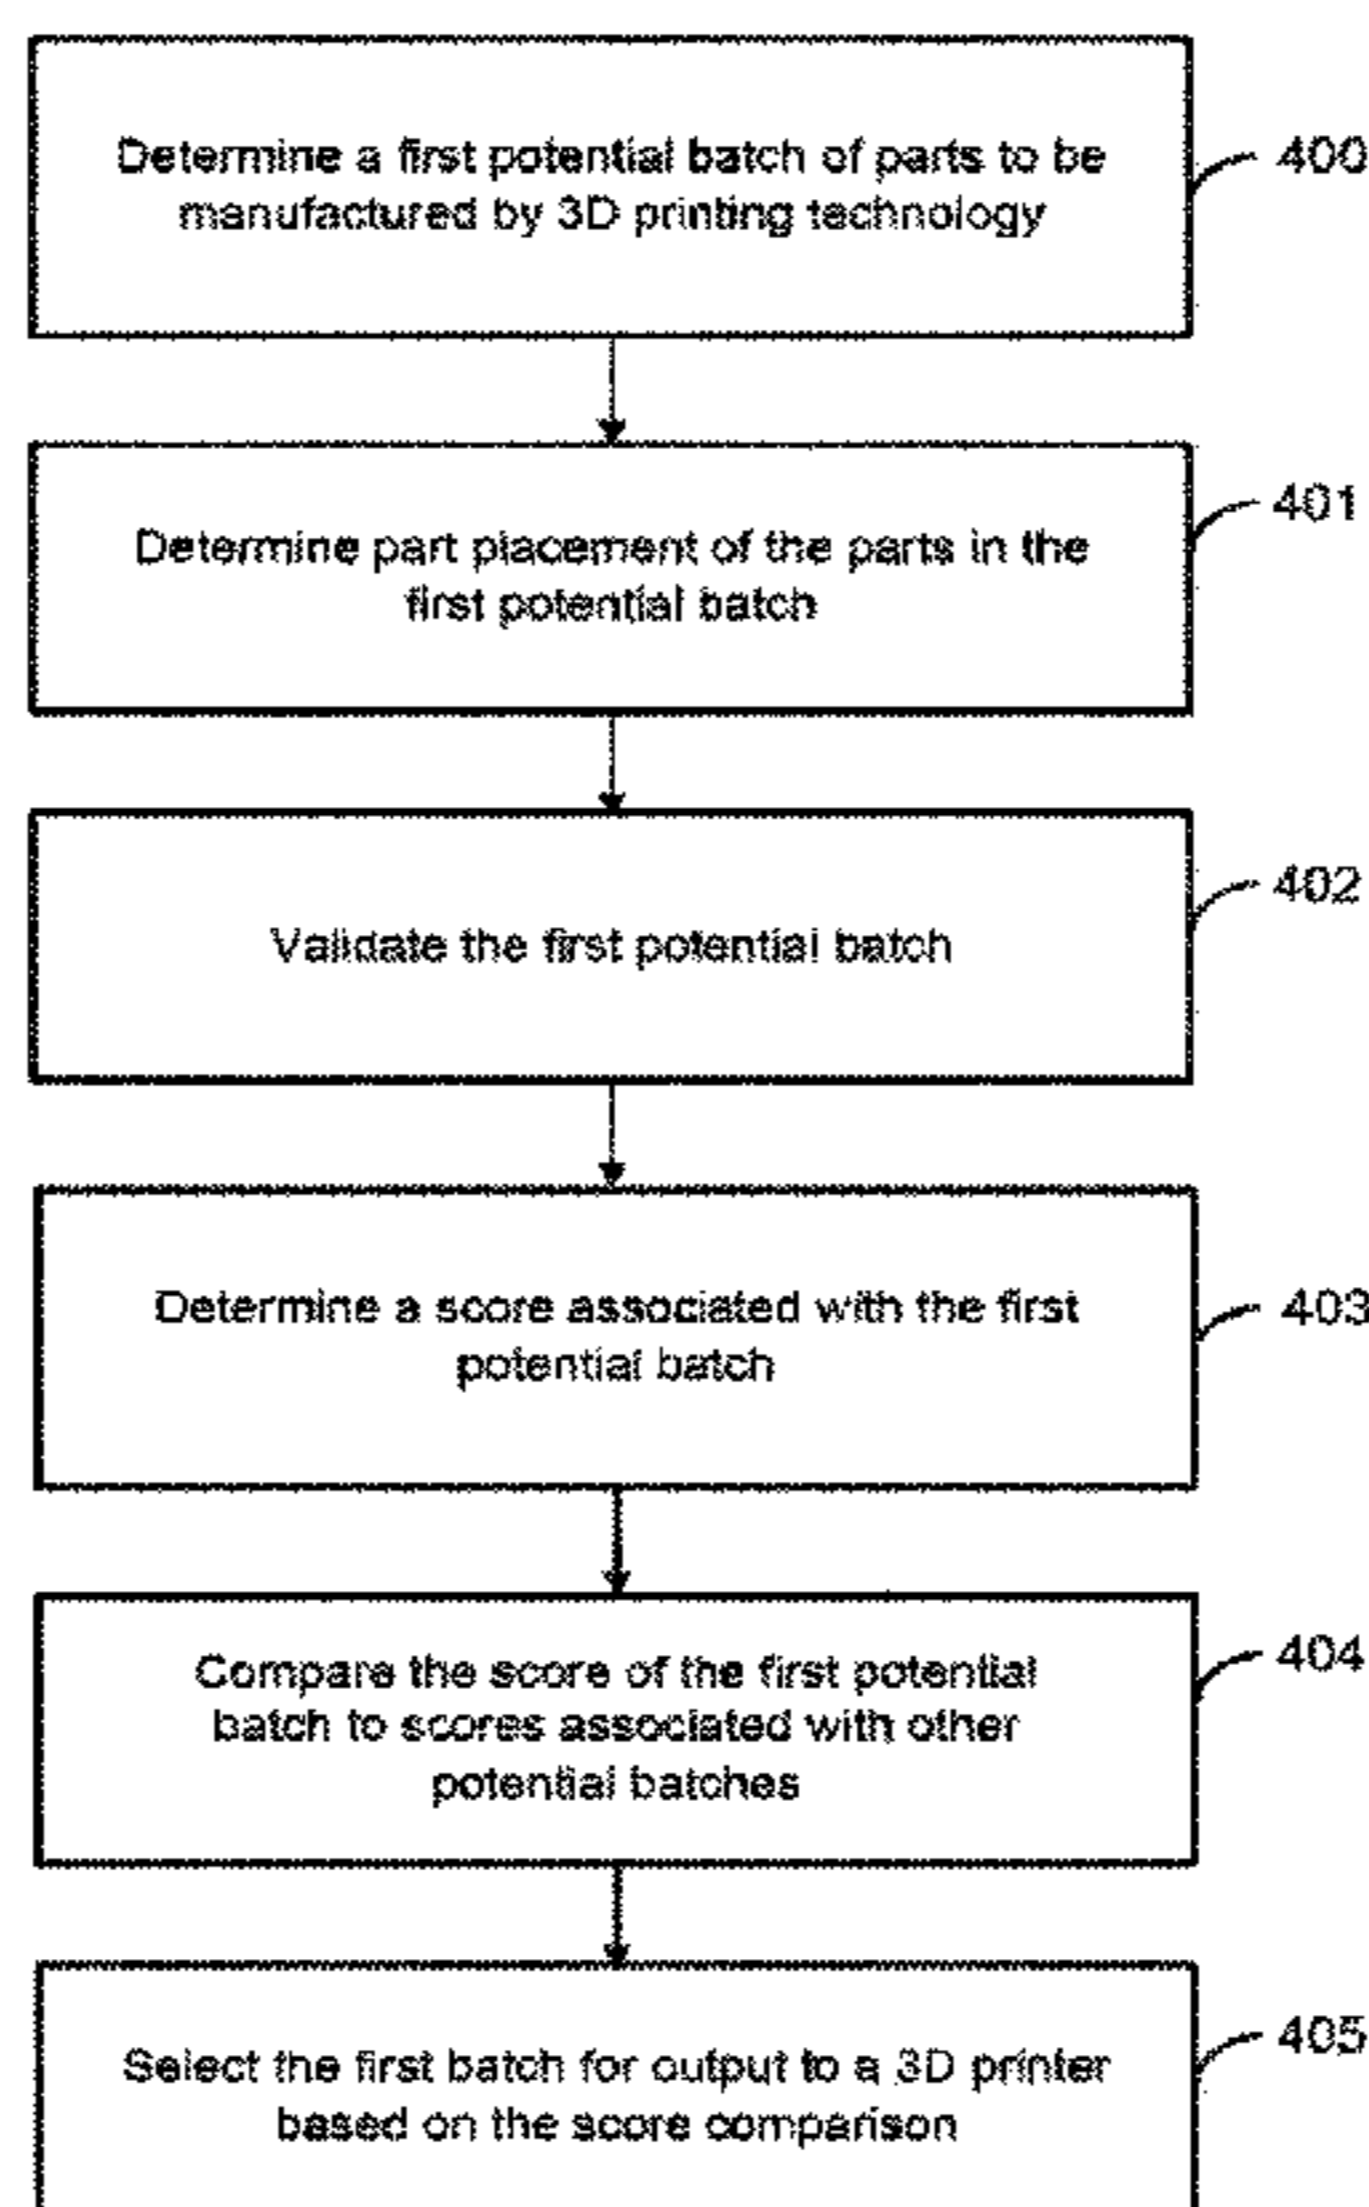 Determine a first potential batch of parts to be
manufactured by 3D printing technology
400
Determine part placement of the parts in the
first potential batch
401
Validate the first potential batch
402
Determine a score associated with the first
potential batch
403
Compare the score of the first potential
batch to scores associated with other
potential batches
404
Select the first batch for output to a 3D printer
based on the score comparison
405